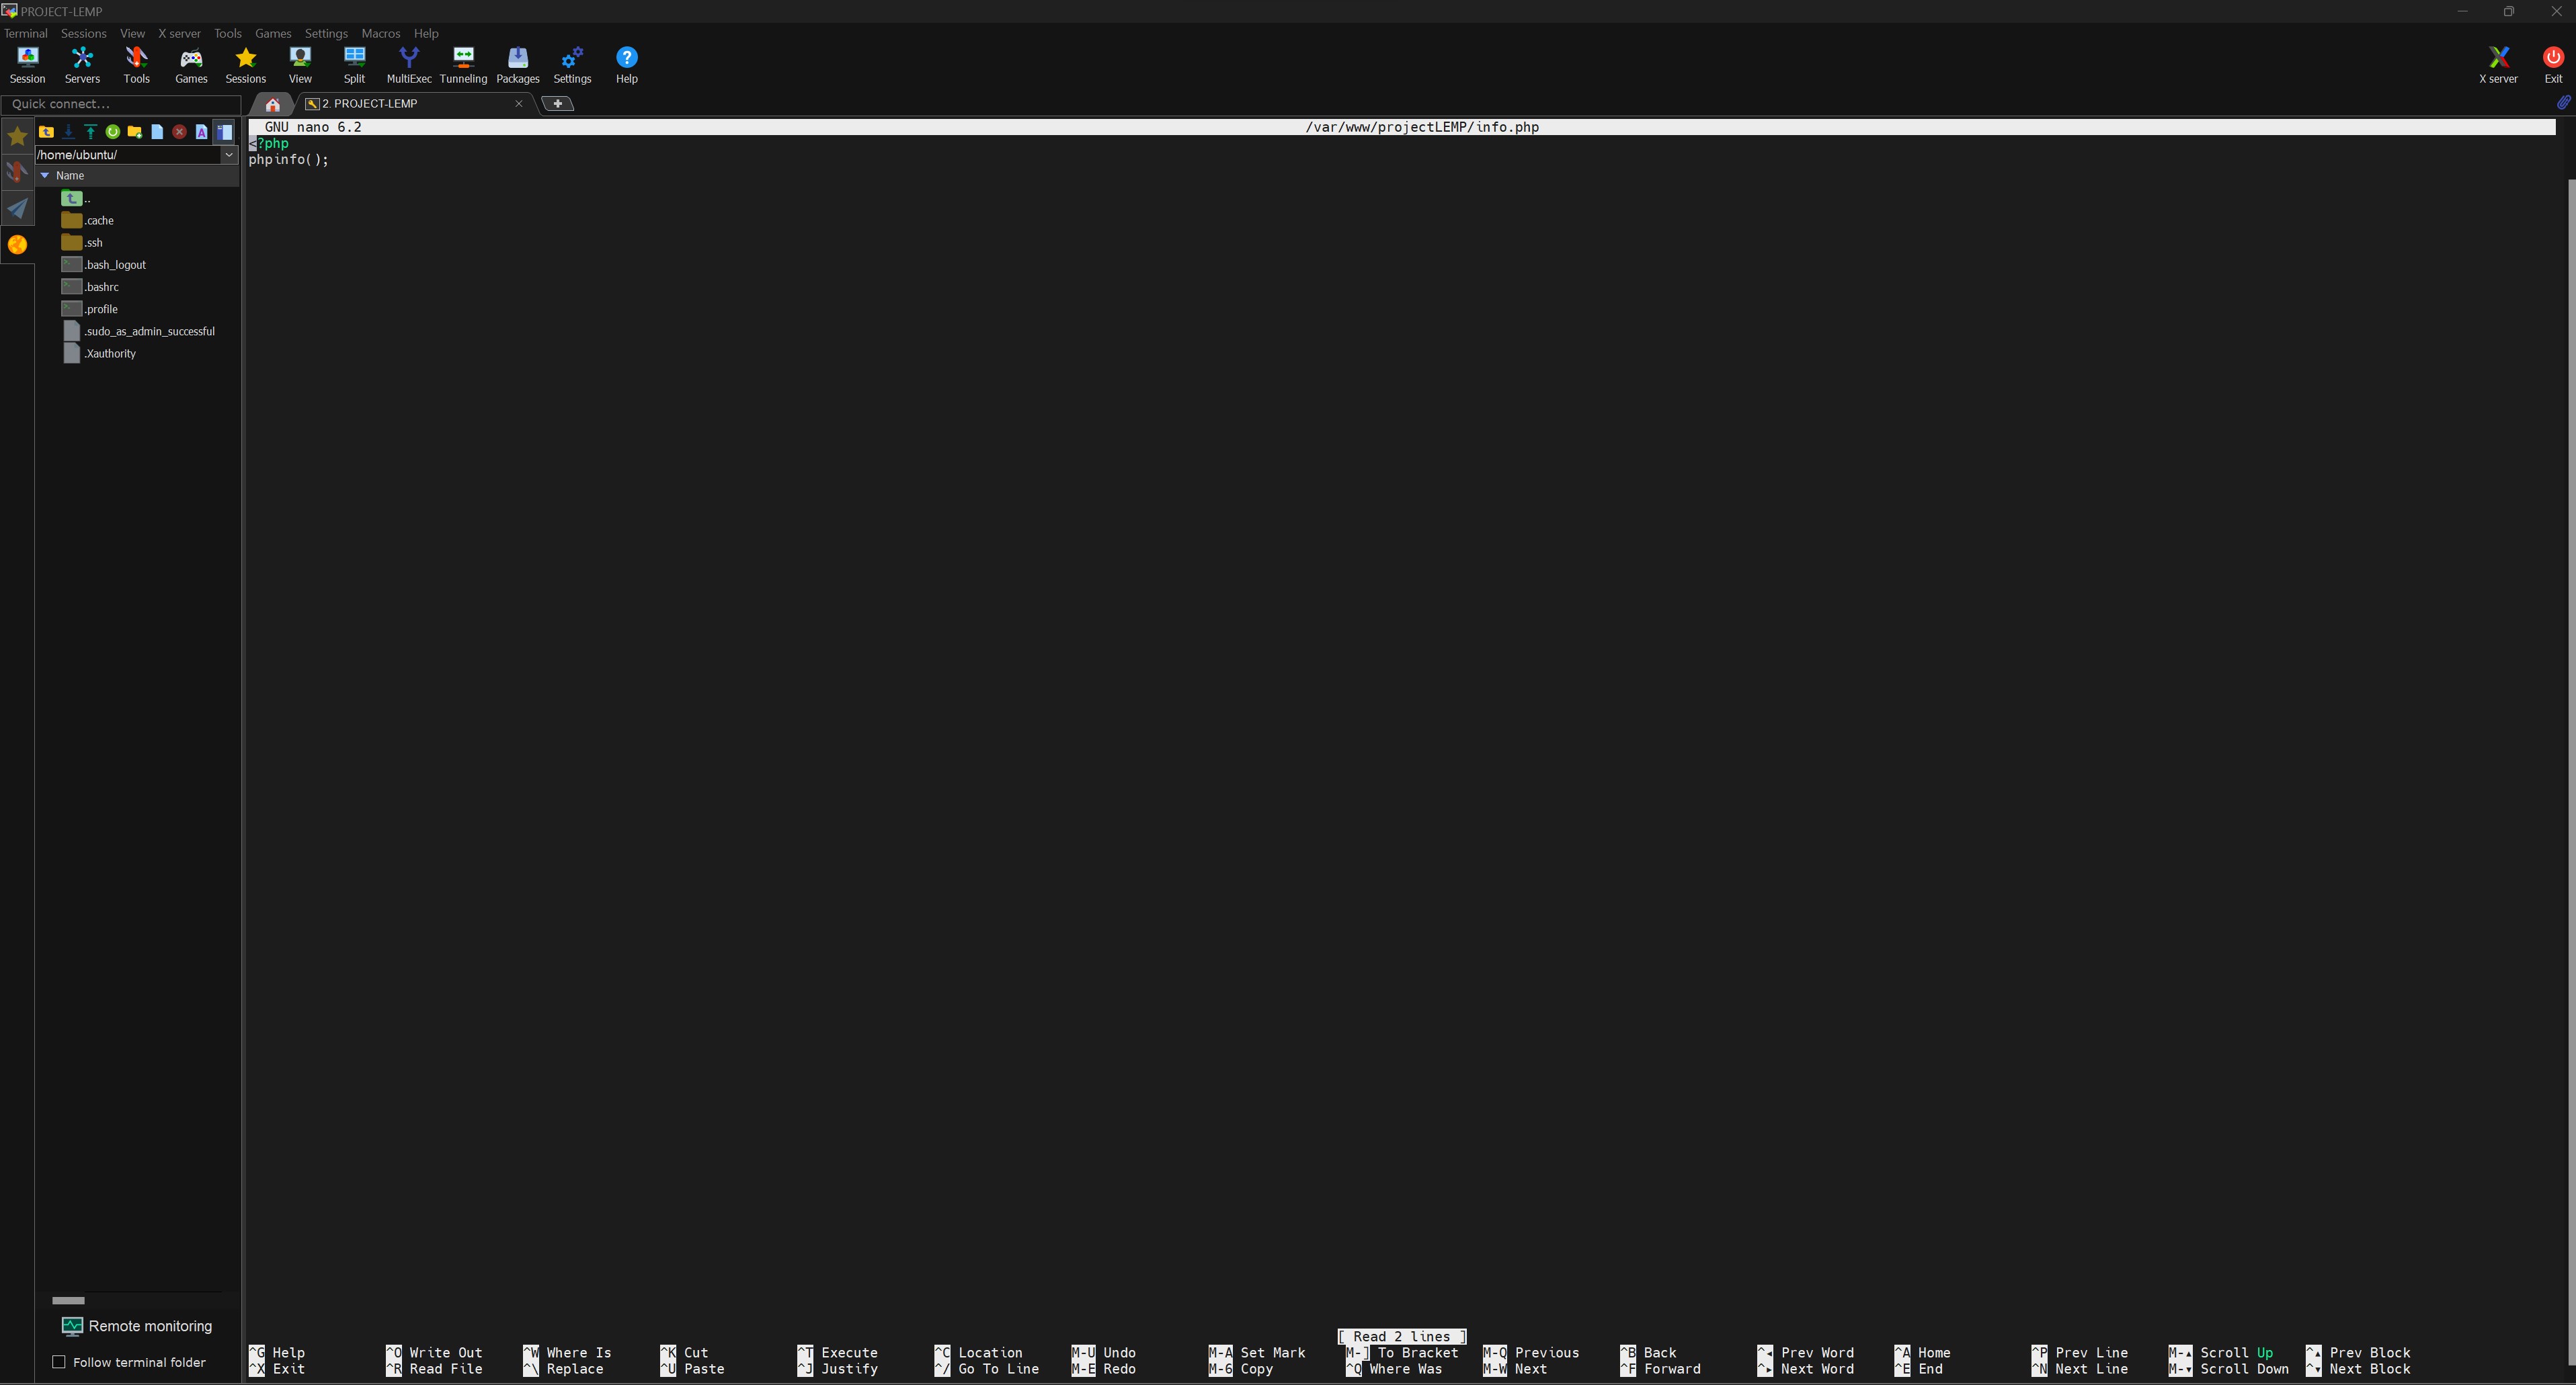 PROJECT-LEMP
Terminal Sessions View X server Tools Games Settings Macros Help
Session Servers Tools Games Sessions View Split MultiExec Tunneling Packages Settings Help X server Exit
Quick connect...
2. PROJECT-LEMP
/home/ubuntu/
Name
..
.cache
.ssh
.bash_logout
.bashrc
.profile
.sudo_as_admin_successful
.Xauthority
GNU nano 6.2 /var/www/projectLEMP/info.php
<?php
phpinfo();
Remote monitoring
Follow terminal folder
[ Read 2 lines ]
^G Help ^O Write Out ^W Where Is ^K Cut ^T Execute ^C Location M-U Undo M-A Set Mark M-] To Bracket M-Q Previous ^B Back ^◂ Prev Word ^A Home ^P Prev Line M-▴ Scroll Up ^▴ Prev Block
^X Exit ^R Read File ^\ Replace ^U Paste ^J Justify ^/ Go To Line M-E Redo M-6 Copy ^Q Where Was M-W Next ^F Forward ^▸ Next Word ^E End ^N Next Line M-▾ Scroll Down ^▾ Next Block